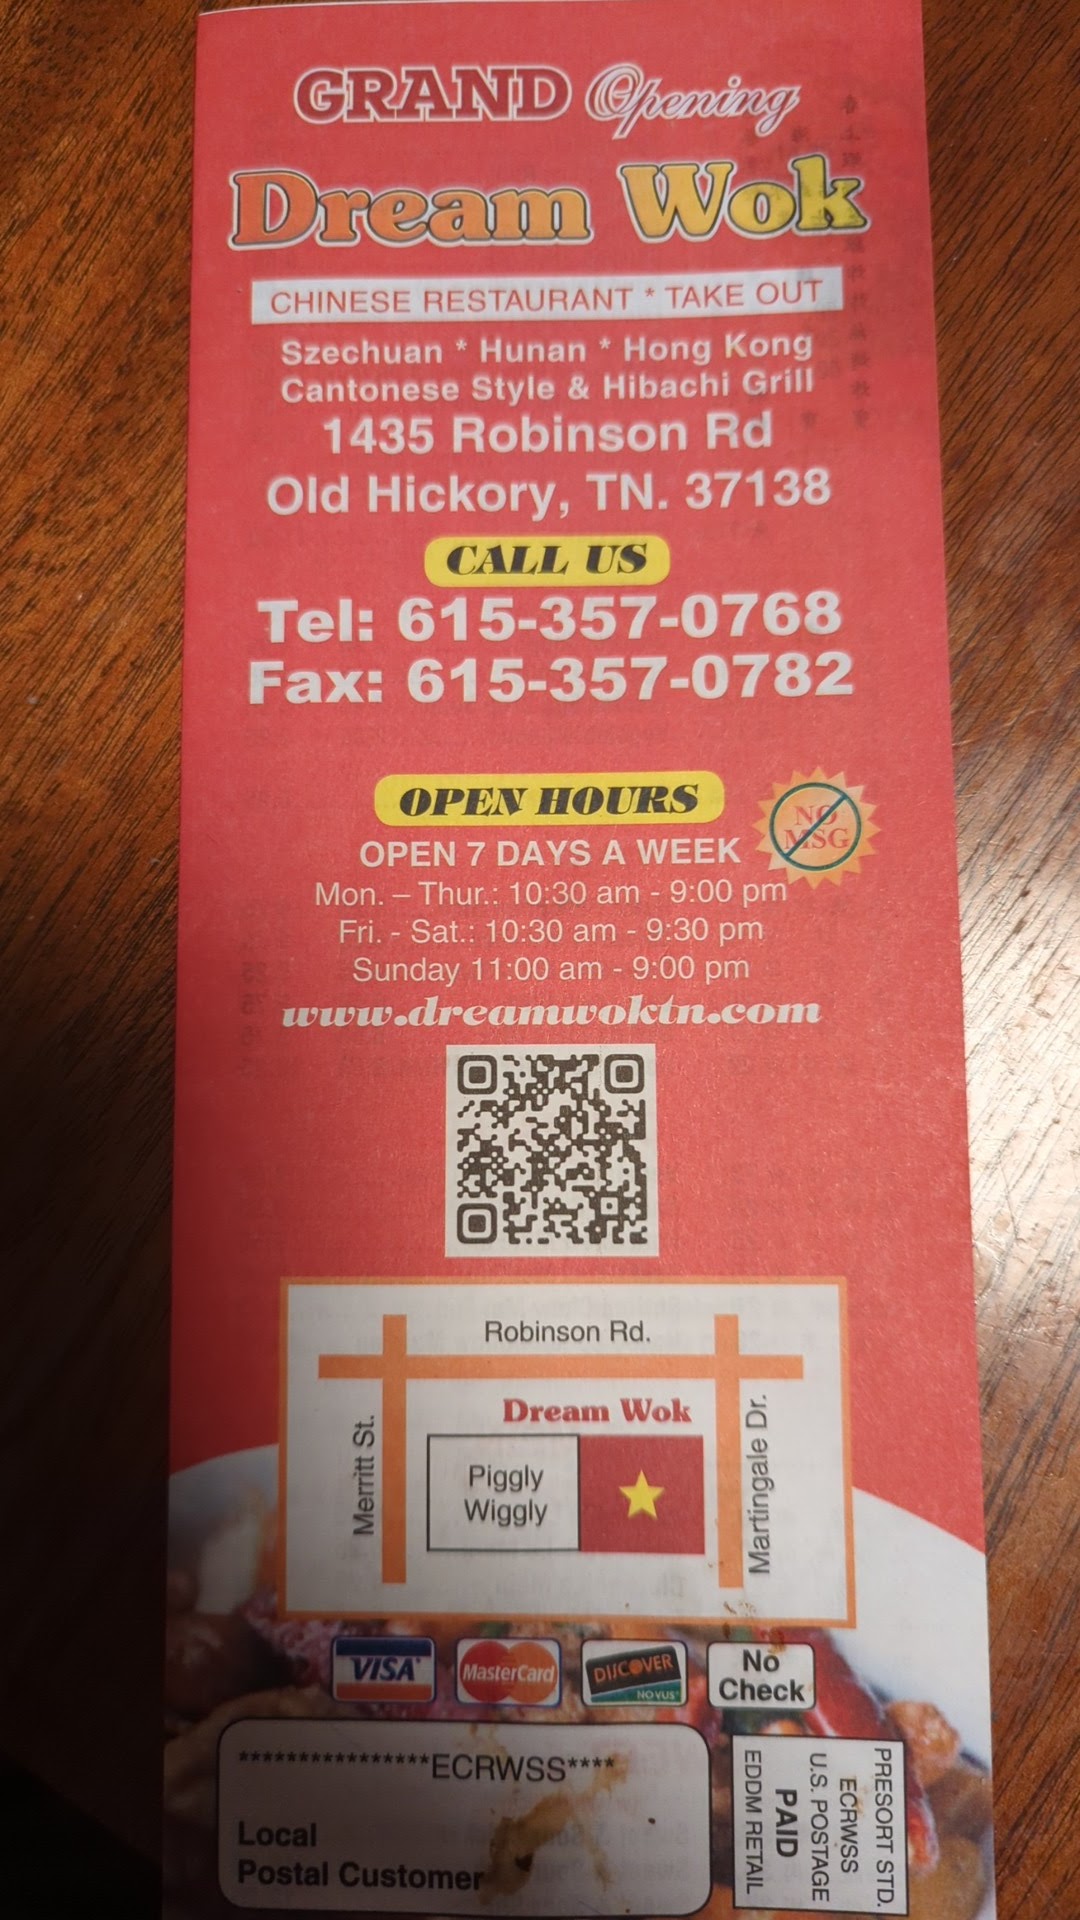 GRAND Opening
Dream Wok
CHINESE RESTAURANT * TAKE OUT
Szechuan * Hunan * Hong Kong
Cantonese Style & Hibachi Grill
1435 Robinson Rd
Old Hickory, TN. 37138
CALL US
Tel: 615-357-0768
Fax: 615-357-0782
OPEN HOURS
NO
MSG
OPEN 7 DAYS A WEEK
Mon. – Thur.: 10:30 am - 9:00 pm
Fri. - Sat.: 10:30 am - 9:30 pm
Sunday 11:00 am - 9:00 pm
www.dreamwoktn.com
Robinson Rd.
Merritt St.
Dream Wok
Piggly
Wiggly
Martingale Dr.
VISA
MasterCard
DISCOVER
NOVUS
No
Check
****************ECRWSS****
Local
Postal Customer
PRESORT STD.
ECRWSS
U.S. POSTAGE
PAID
EDDM RETAIL